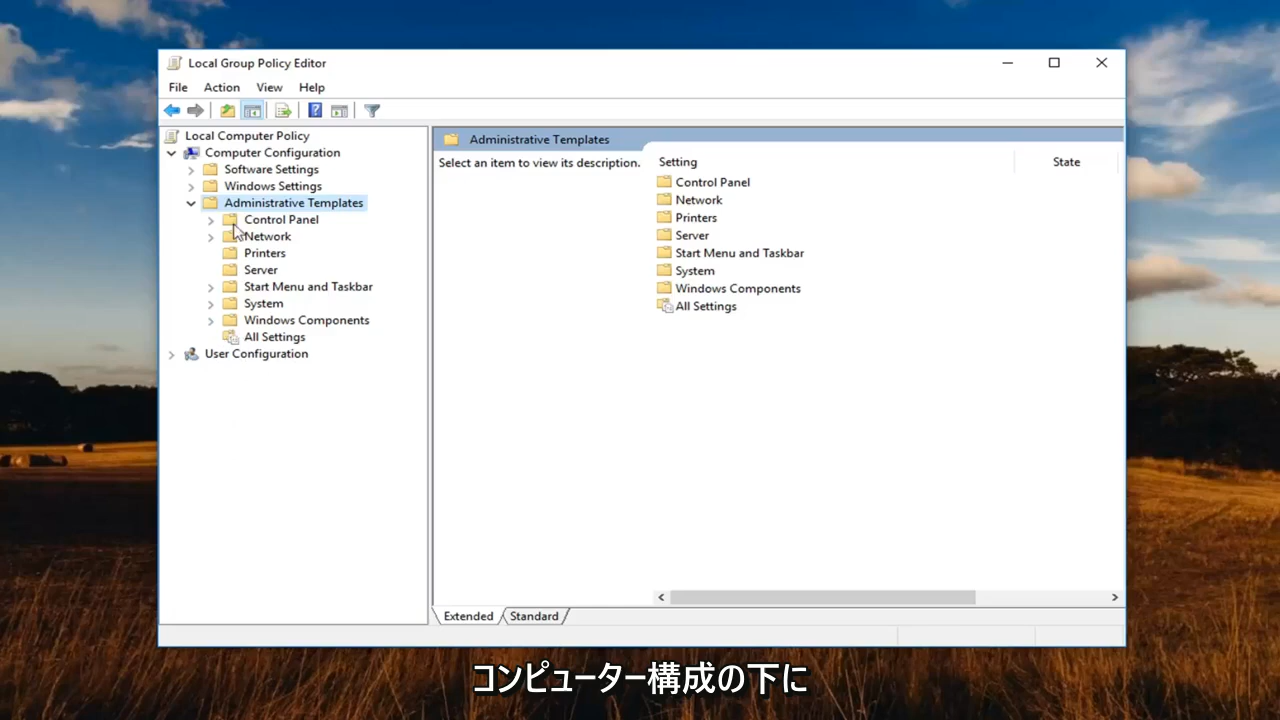 Local Group Policy Editor
File Action View Help
Local Computer Policy
Computer Configuration
Software Settings
Windows Settings
Administrative Templates
Control Panel
Network
Printers
Server
Start Menu and Taskbar
System
Windows Components
All Settings
User Configuration
Administrative Templates
Select an item to view its description.
Setting State
Control Panel
Network
Printers
Server
Start Menu and Taskbar
System
Windows Components
All Settings
Extended Standard
コンピューター構成の下に